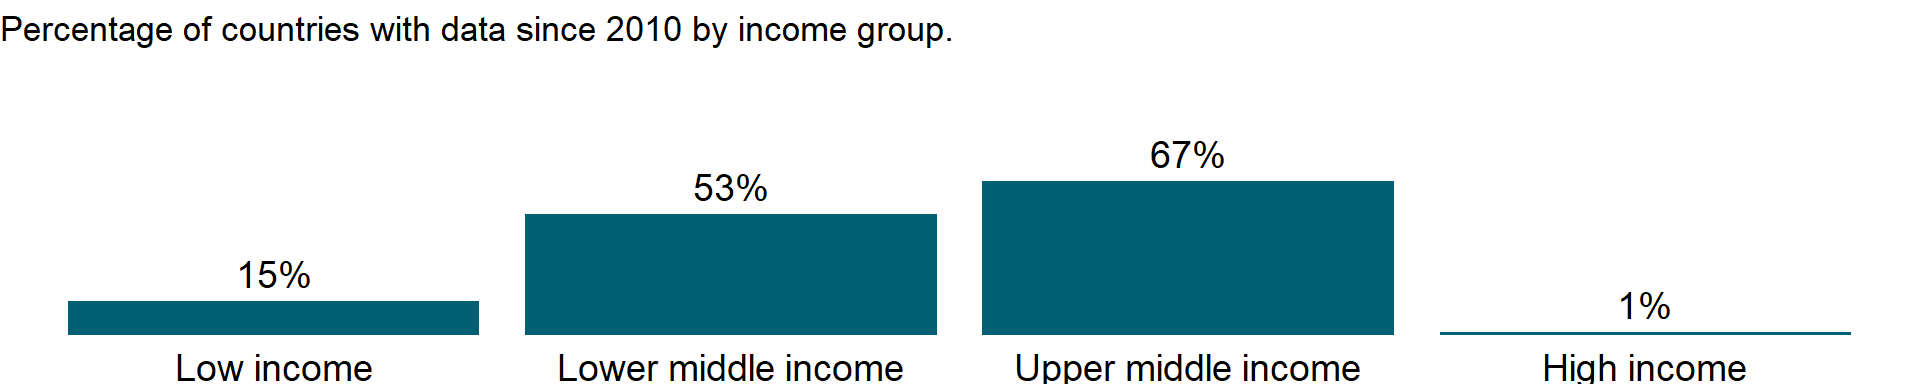 Percentage of countries with data since 2010 by income group.
67%
53%
15%
1%
Low income Lower middle income Upper middle income High income